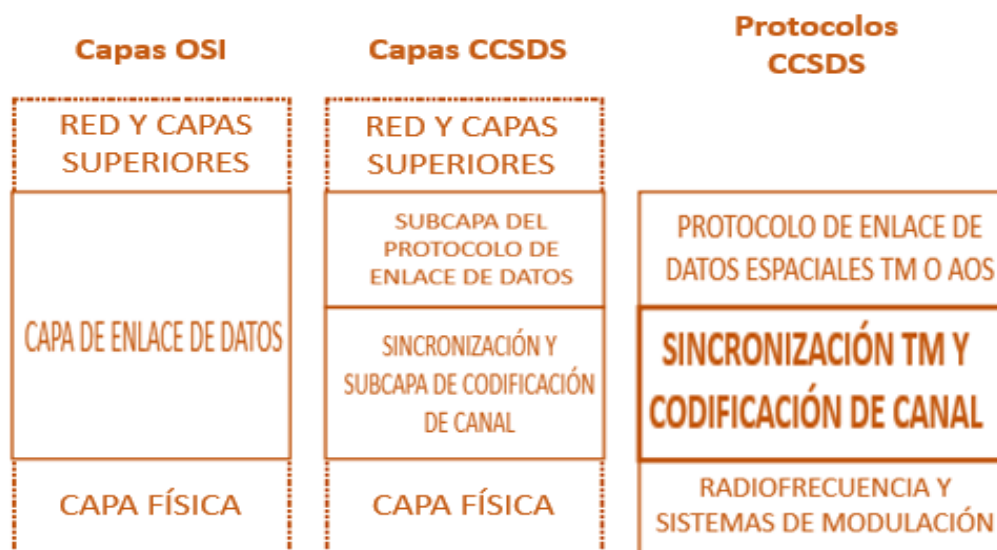 Capas OSI
Capas CCSDS
Protocolos
CCSDS
RED Y CAPAS
SUPERIORES
CAPA DE ENLACE DE DATOS
CAPA FÍSICA
RED Y CAPAS
SUPERIORES
SUBCAPA DEL
PROTOCOLO DE
ENLACE DE DATOS
SINCRONIZACIÓN Y
SUBCAPA DE CODIFICACIÓN
DE CANAL
CAPA FÍSICA
PROTOCOLO DE ENLACE DE
DATOS ESPACIALES TM O AOS
SINCRONIZACIÓN TM Y
CODIFICACIÓN DE CANAL
RADIOFRECUENCIA Y
SISTEMAS DE MODULACIÓN